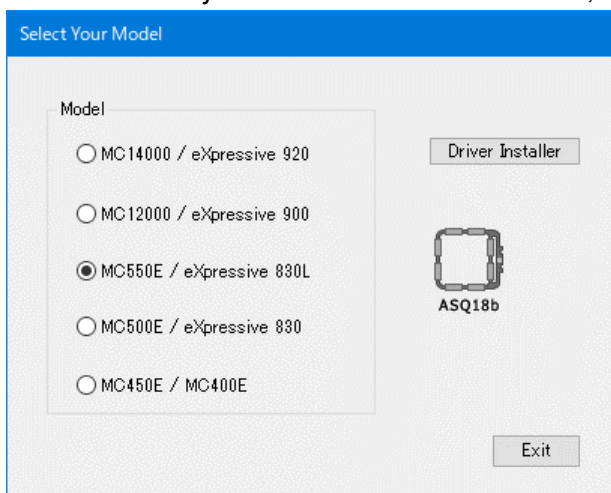 Select Your Model
Model
MC14000 / eXpressive 920
Driver Installer
MC12000 / eXpressive 900
MC550E / eXpressive 830L
ASQ18b
MC500E / eXpressive 830
MC450E / MC400E
Exit